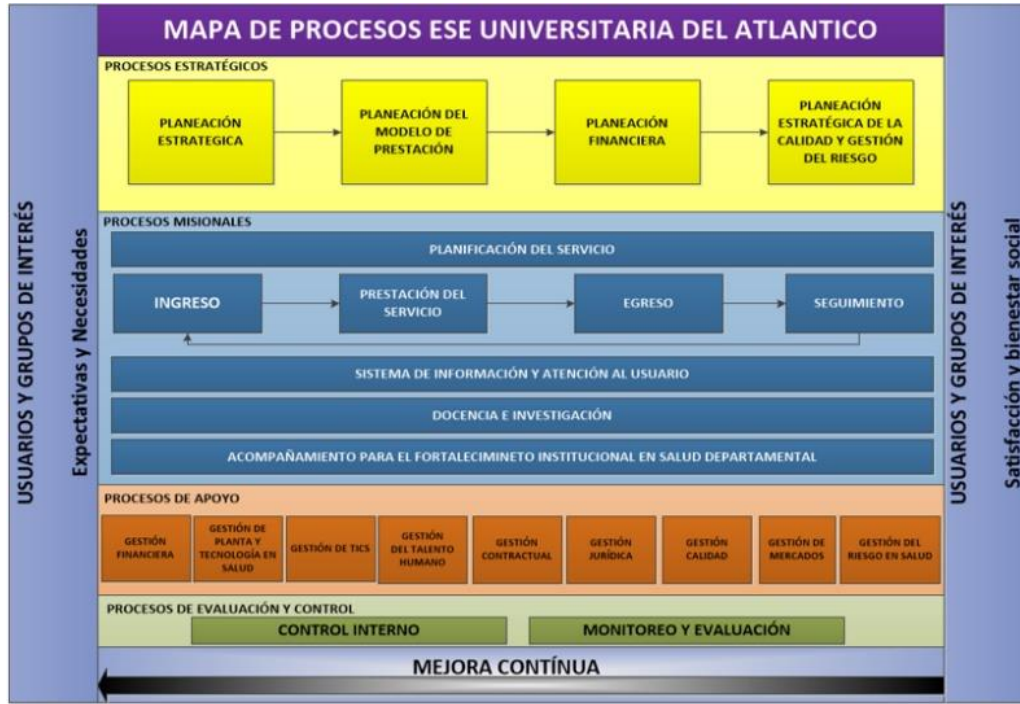 MAPA DE PROCESOS ESE UNIVERSITARIA DEL ATLANTICO
USUARIOS Y GRUPOS DE INTERÉS
Expectativas y Necesidades
PROCESOS ESTRATÉGICOS
PLANEACIÓN
ESTRATEGICA
PLANEACIÓN DEL
MODELO DE
PRESTACIÓN
PLANEACIÓN
FINANCIERA
PLANEACIÓN
ESTRATÉGICA DE LA
CALIDAD Y GESTIÓN
DEL RIESGO
PROCESOS MISIONALES
PLANIFICACIÓN DEL SERVICIO
INGRESO
PRESTACIÓN DEL
SERVICIO
EGRESO
SEGUIMIENTO
SISTEMA DE INFORMACIÓN Y ATENCIÓN AL USUARIO
DOCENCIA E INVESTIGACIÓN
ACOMPAÑAMIENTO PARA EL FORTALECIMINETO INSTITUCIONAL EN SALUD DEPARTAMENTAL
PROCESOS DE APOYO
GESTIÓN
FINANCIERA
GESTIÓN DE
PLANTA Y
TECNOLOGÍA EN
SALUD
GESTIÓN DE TICS
GESTIÓN
DEL TALENTO
HUMANO
GESTIÓN
CONTRACTUAL
GESTIÓN
JURÍDICA
GESTIÓN
CALIDAD
GESTIÓN DE
MERCADOS
GESTIÓN DEL
RIESGO EN SALUD
PROCESOS DE EVALUACIÓN Y CONTROL
CONTROL INTERNO
MONITOREO Y EVALUACIÓN
MEJORA CONTÍNUA
USUARIOS Y GRUPOS DE INTERÉS
Satisfacción y bienestar social